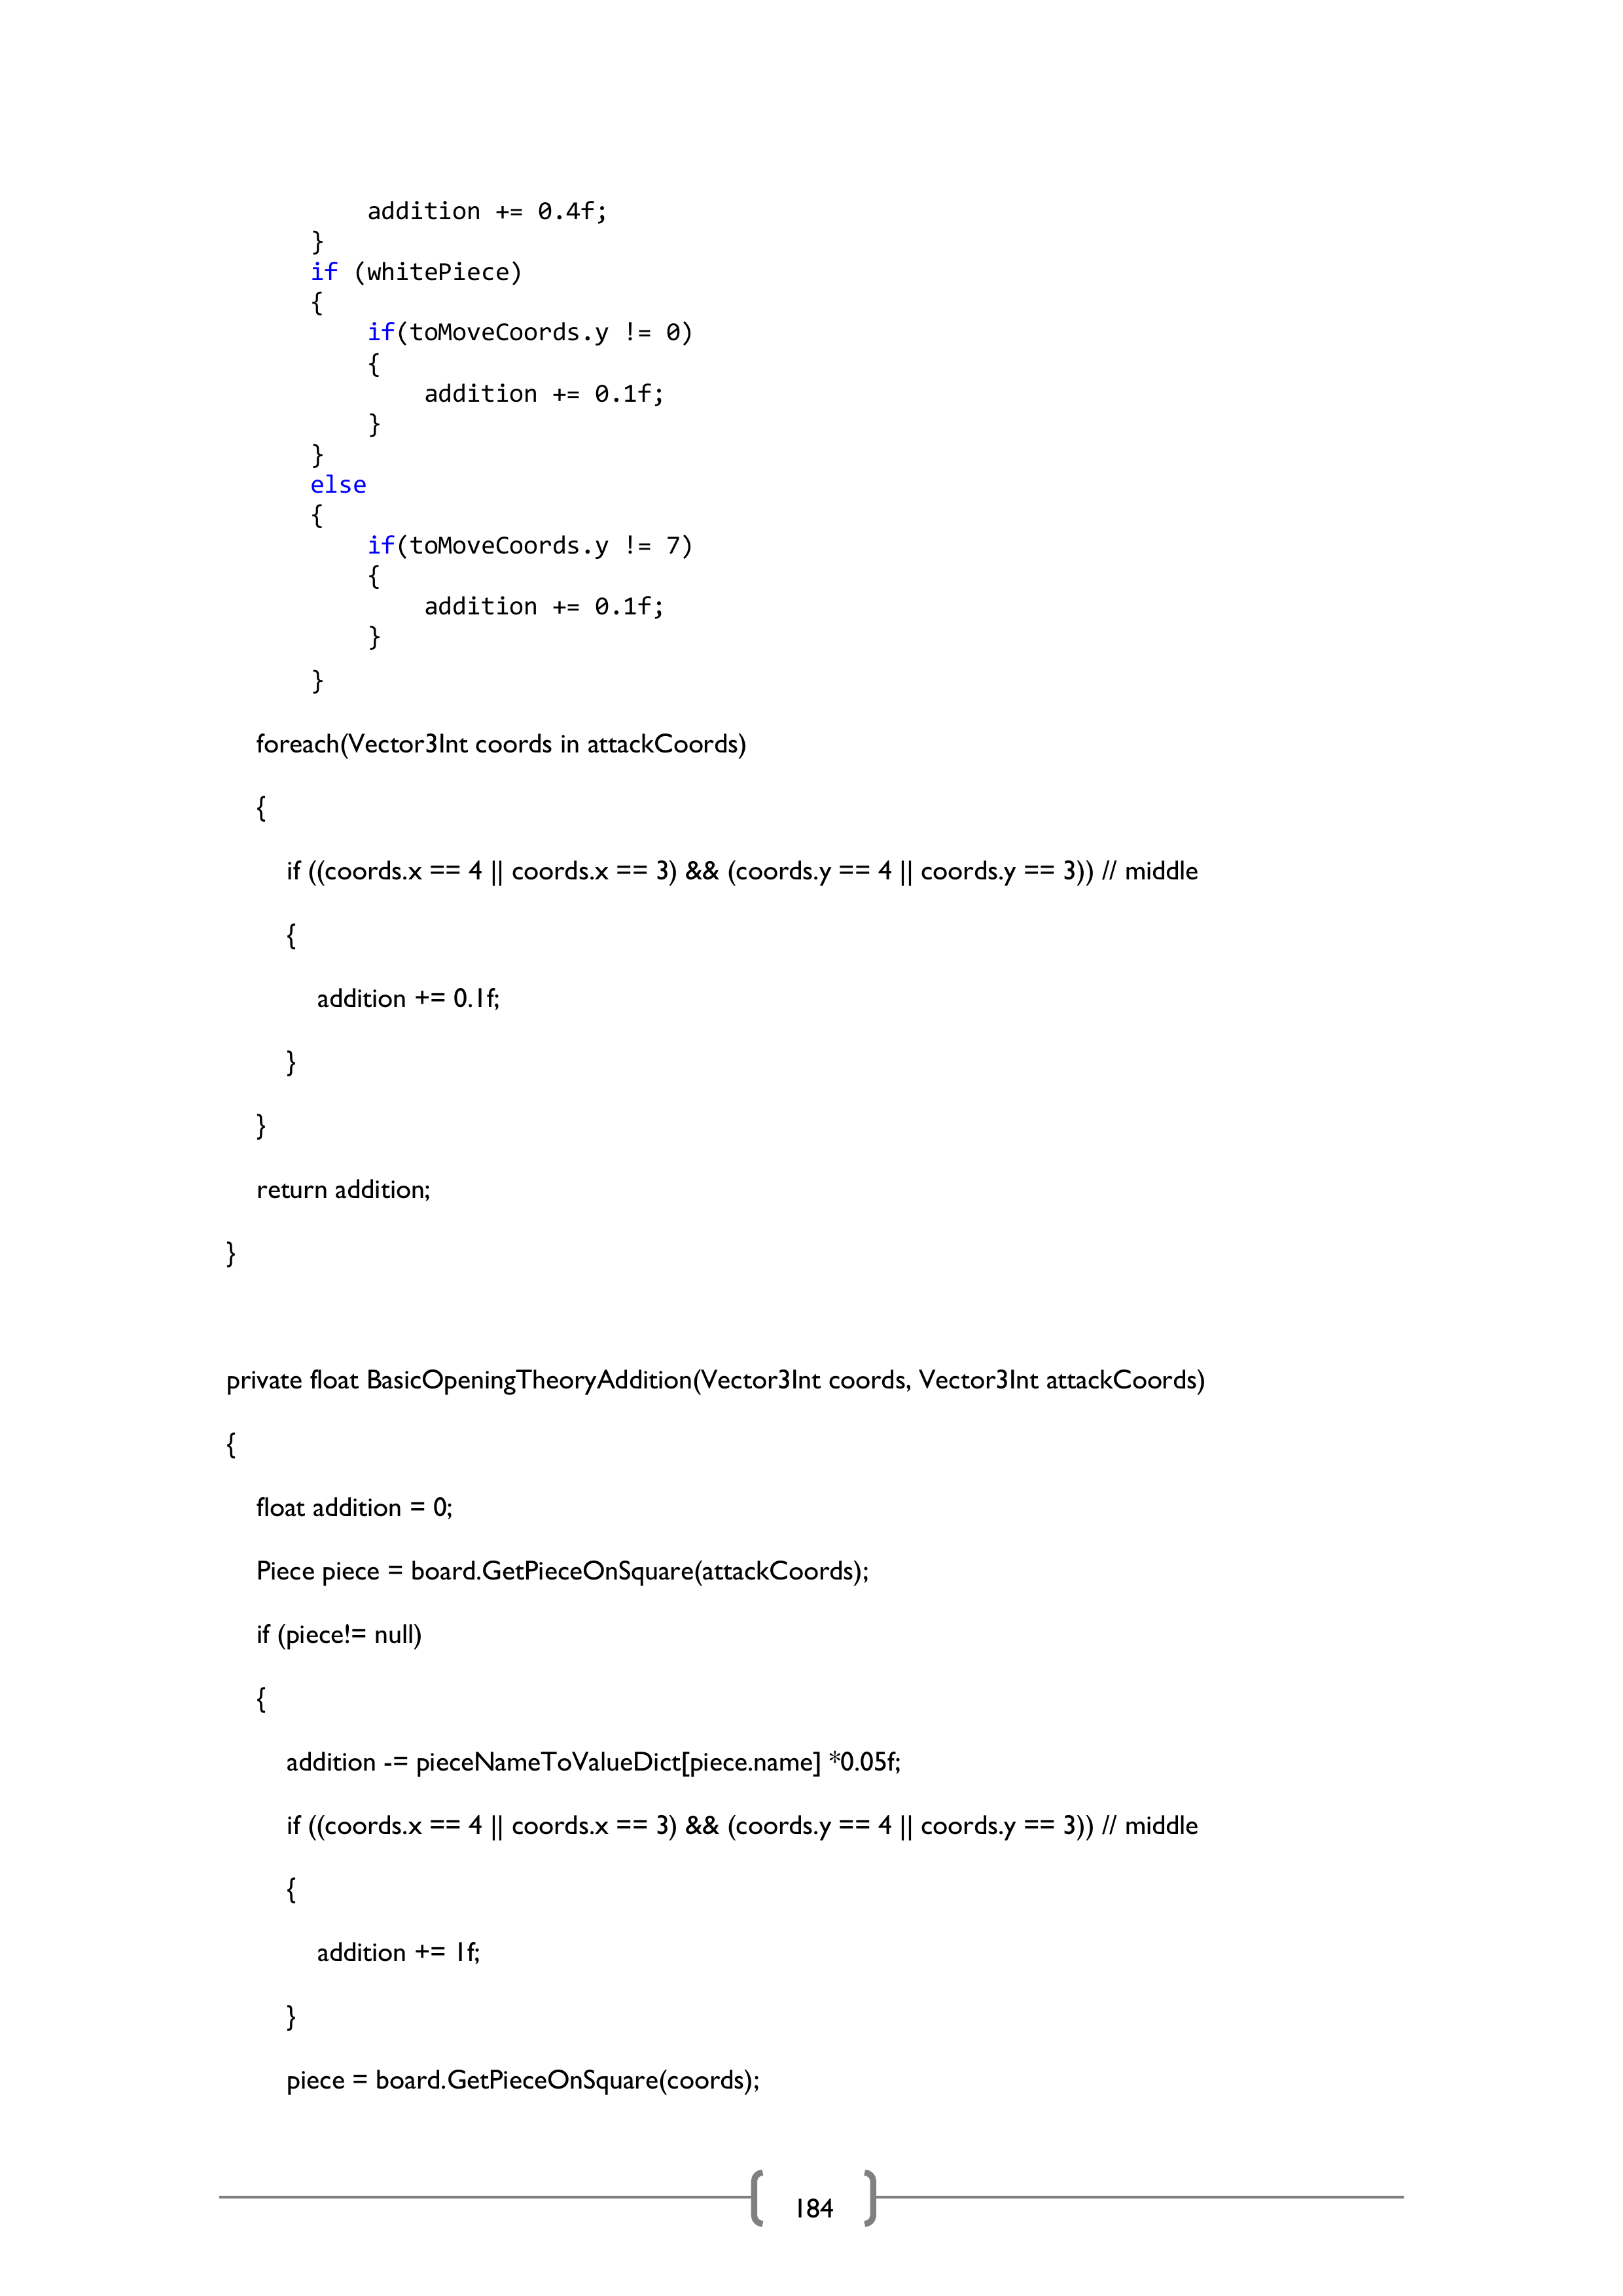 addition += 0.4f;
}
if (whitePiece)
{
if(toMoveCoords.y != 0)
{
addition += 0.1f;
}
}
else
{
if(toMoveCoords.y != 7)
{
addition += 0.1f;
}
}
foreach(Vector3Int coords in attackCoords)
{
if ((coords.x == 4 || coords.x == 3) && (coords.y == 4 || coords.y == 3)) // middle
{
addition += 0.1f;
}
}
return addition;
}
private float BasicOpeningTheoryAddition(Vector3Int coords, Vector3Int attackCoords)
{
float addition = 0;
Piece piece = board.GetPieceOnSquare(attackCoords);
if (piece!= null)
{
addition -= pieceNameToValueDict[piece.name] *0.05f;
if ((coords.x == 4 || coords.x == 3) && (coords.y == 4 || coords.y == 3)) // middle
{
addition += 1f;
}
piece = board.GetPieceOnSquare(coords);
184